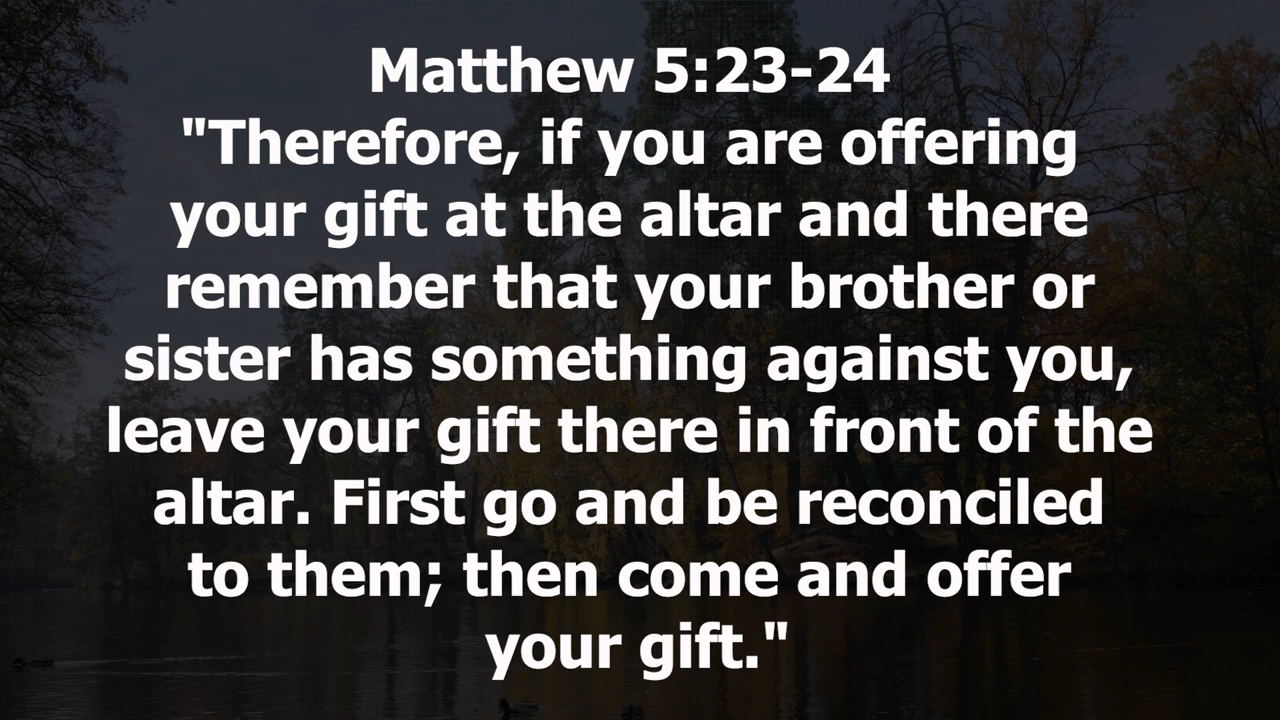 Matthew 5:23-24
"Therefore, if you are offering
your gift at the altar and there
remember that your brother or
sister has something against you,
leave your gift there in front of the
altar. First go and be reconciled
to them; then come and offer
your gift."